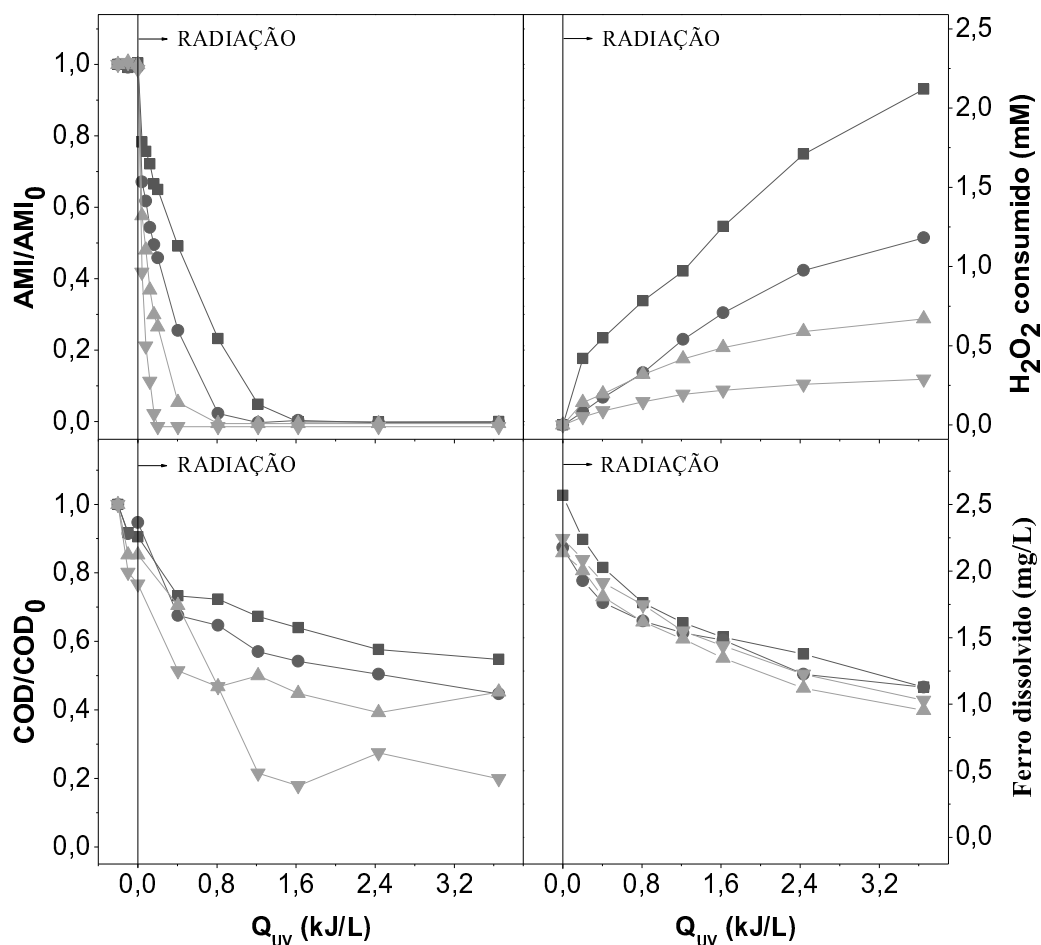 RADIAÇÃO
RADIAÇÃO
2,5
1,0
2,0
0,8
1,5
0,6
1,0
0,4
0,5
0,2
0,0
0,0
AMI/AMI0
H2O2 consumido (mM)
RADIAÇÃO
RADIAÇÃO
1,0
2,5
0,8
2,0
0,6
1,5
0,4
1,0
0,2
0,5
0,0
0,0
COD/COD0
Ferro dissolvido (mg/L)
0,0 0,8 1,6 2,4 3,2
0,0 0,8 1,6 2,4 3,2
QUV (kJ/L)
QUV (kJ/L)